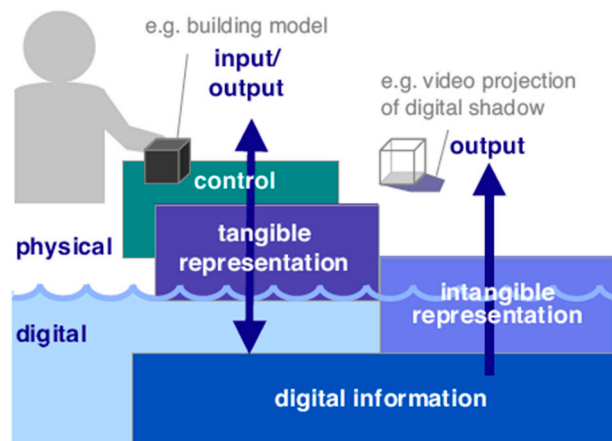 e.g. building model
input/
output
e.g. video projection
of digital shadow
output
control
physical
tangible
representation
intangible
representation
digital
digital information